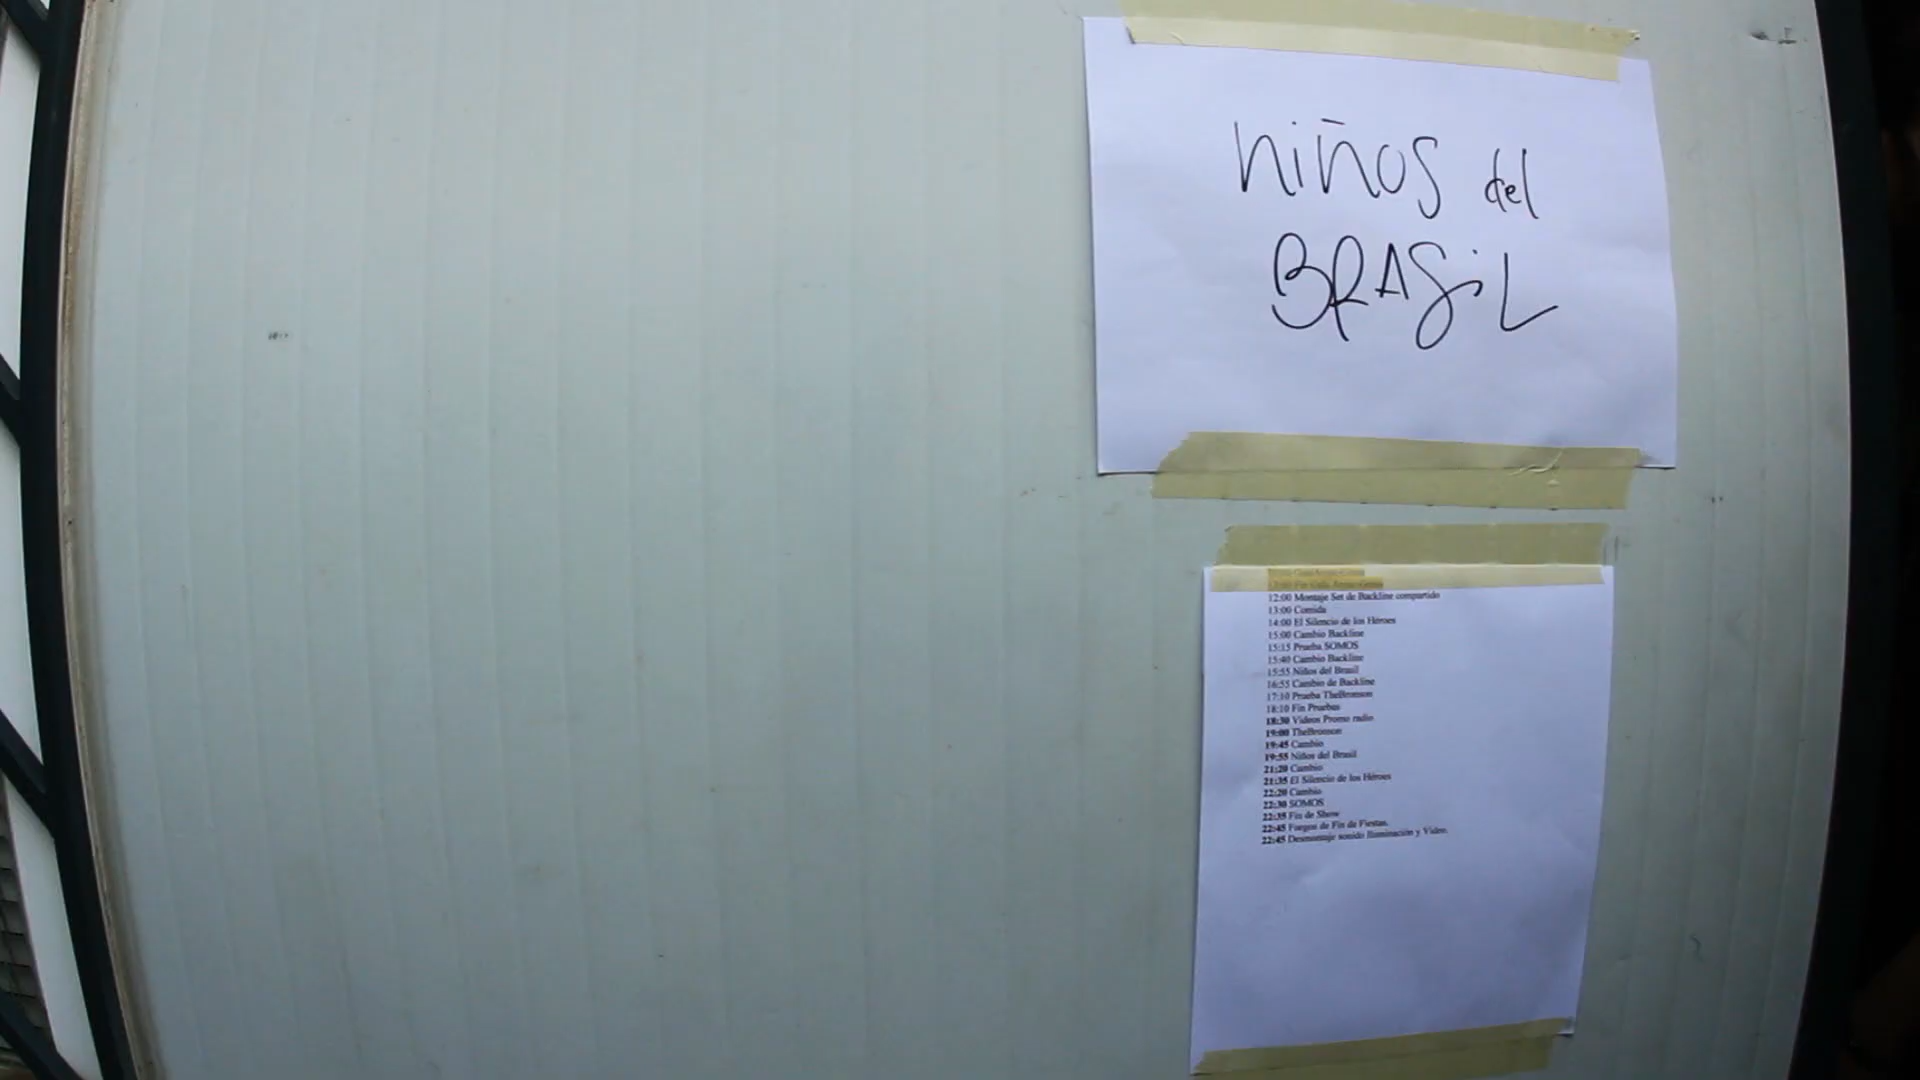 niños del
BRASiL
12:00 Montaje Set de Backline compartido
13:00 Comida
14:00 El Silencio de los Héroes
15:00 Cambio Backline
15:15 Prueba SOMOS
15:40 Cambio Backline
15:55 Niños del Brasil
16:55 Cambio de Backline
17:10 Prueba TheBronson
18:10 Fin Pruebas
18:30 Videos Promo radio
19:00 TheBronson
19:45 Cambio
19:55 Niños del Brasil
21:20 Cambio
21:35 El Silencio de los Héroes
22:20 Cambio
22:30 SOMOS
22:35 Fin de Show
22:45 Fuegos de Fin de Fiestas.
22:45 Desmontaje sonido Iluminación y Video.